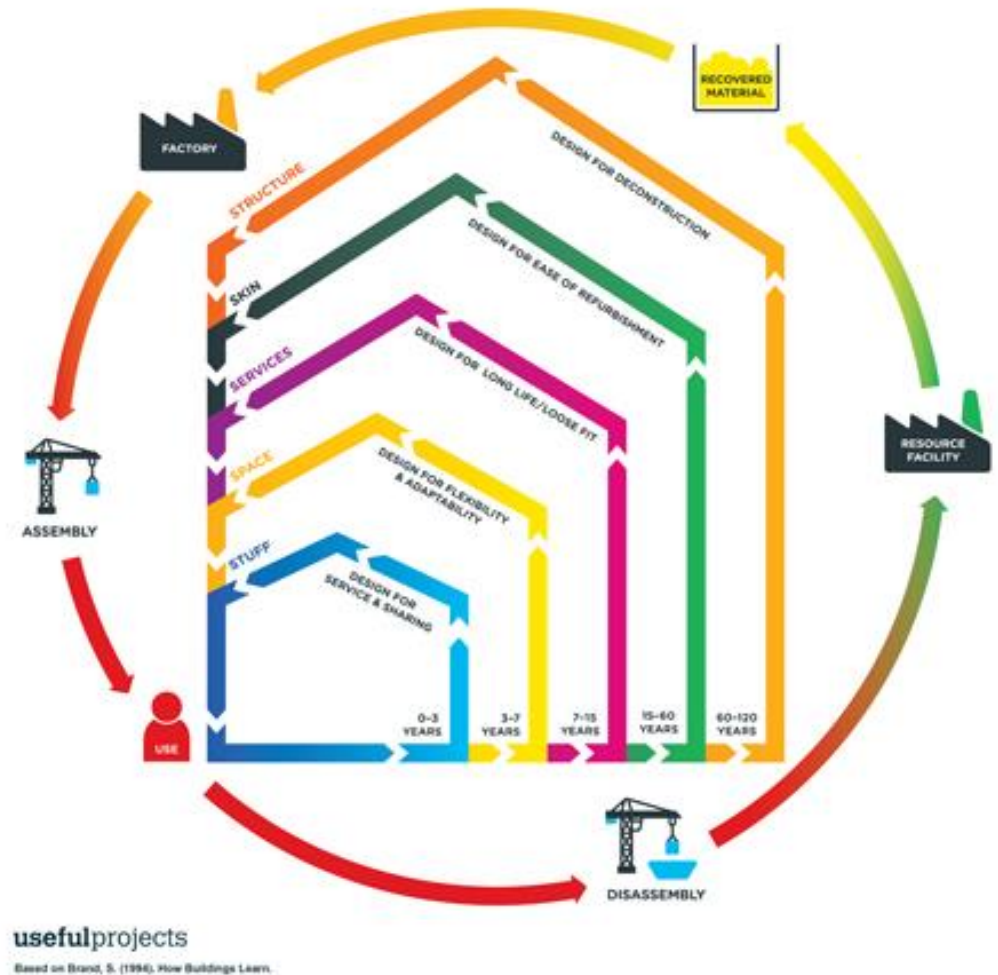 RECOVERED
MATERIAL
FACTORY
STRUCTURE
DESIGN FOR DECONSTRUCTION
SKIN
DESIGN FOR EASE OF REFURBISHMENT
SERVICES
DESIGN FOR LONG LIFE/LOOSE FIT
RESOURCE
FACILITY
SPACE
DESIGN FOR FLEXIBILITY
& ADAPTABILITY
ASSEMBLY
STUFF
DESIGN FOR
SERVICE & SHARING
USE
0-3
YEARS
3-7
YEARS
7-15
YEARS
15-60
YEARS
60-120
YEARS
DISASSEMBLY
usefulprojects
Based on Brand, S. (1994). How Buildings Learn.